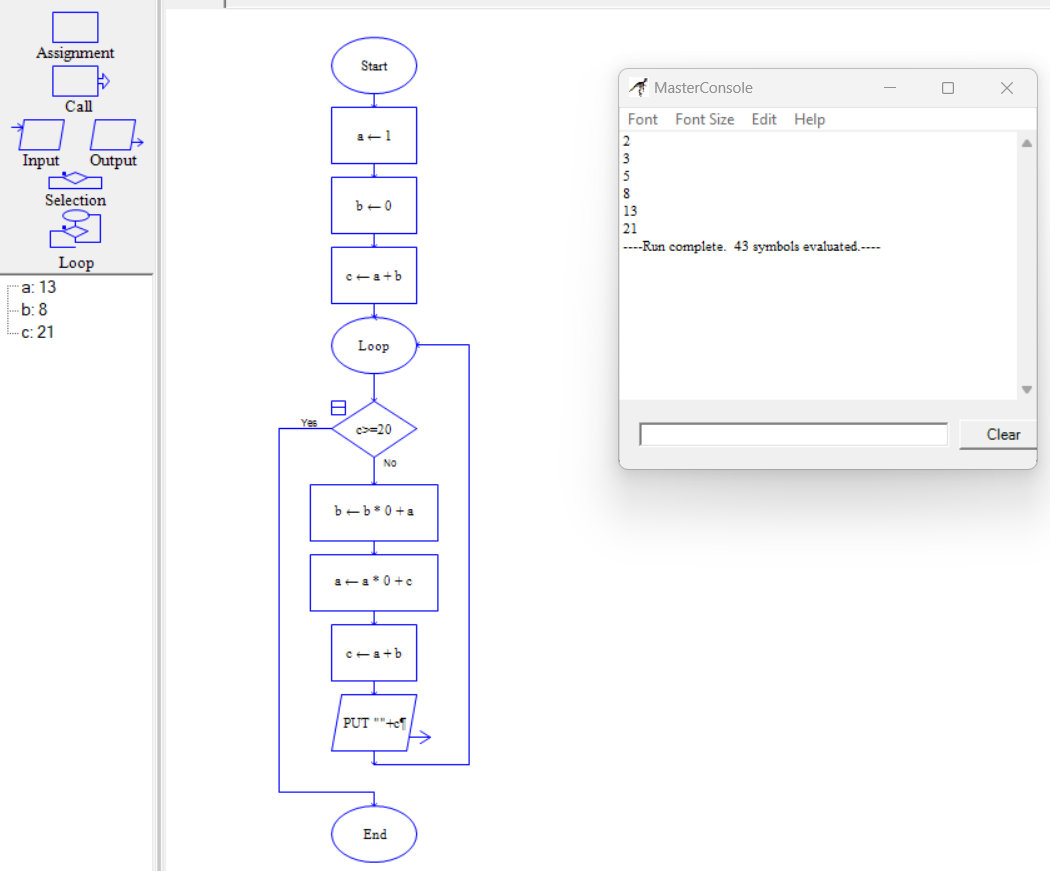 Assignment
Call
Input Output
Selection
Loop
a: 13
b: 8
c: 21
Start
a ← 1
b ← 0
c ← a + b
Loop
Yes
c>=20
No
b ← b * 0 + a
a ← a * 0 + c
c ← a + b
PUT ""+c¶
End
MasterConsole
Font Font Size Edit Help
2
3
5
8
13
21
----Run complete.  43 symbols evaluated.----
Clear